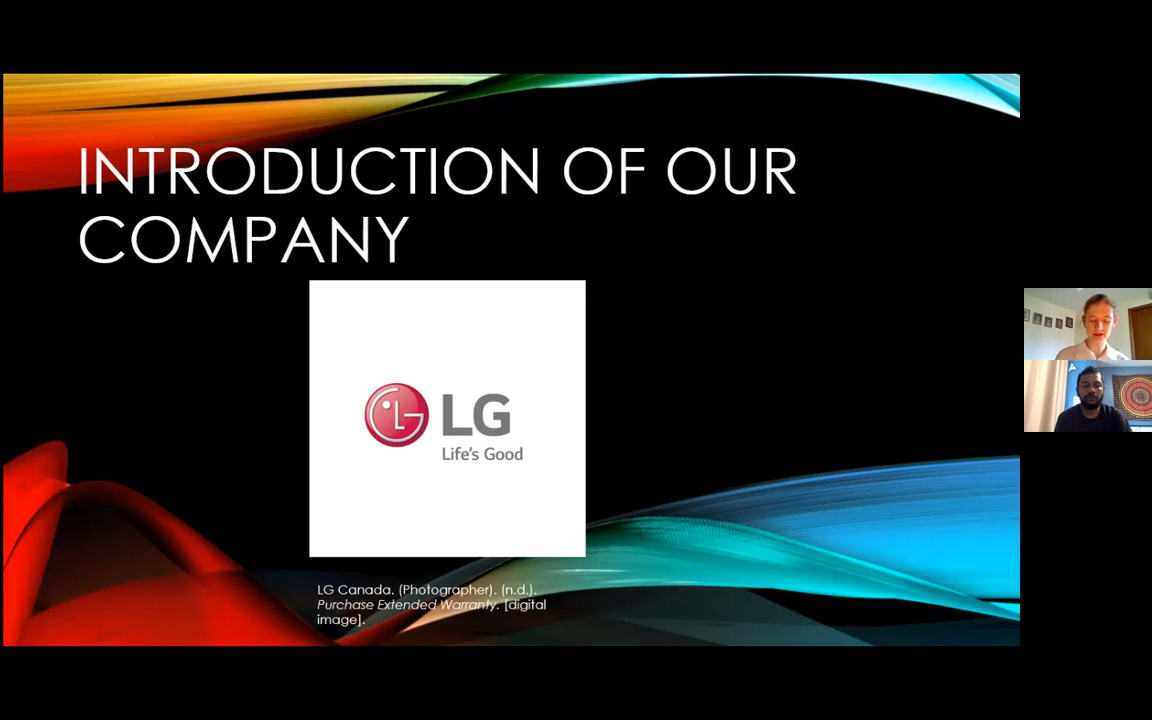 INTRODUCTION OF OUR
COMPANY
LG
Life's Good
LG Canada. (Photographer). (n.d.).
Purchase Extended Warranty. [digital
image].